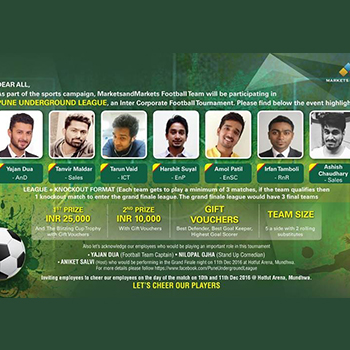 MARKETS
DEAR ALL,
As part of the sports campaign, MarketsandMarkets Football Team will be participating in
PUNE UNDERGROUND LEAGUE, an Inter Corporate Football Tournament. Please find below the event highlight
Yajan Dua
- AnD
Tanvir Maldar
- Sales
Tarun Vaid
- ICT
Harshit Suyal
- EnP
Amol Patil
- EnSC
Irfan Tamboli
- FnR
Ashish
Chaudhary
- Sales
LEAGUE + KNOCKOUT FORMAT (Each team gets to play a minimum of 3 matches, if the team qualifies then
1 knockout match to enter the grand finale league. The grand finale league would have 3 final teams
1ST PRIZE
INR 25,000
And The Binding Cup Trophy
with Gift Vouchers
2ND PRIZE
INR 10,000
With Gift Vouchers
GIFT
VOUCHERS
Best Defender, Best Goal Keeper,
Highest Goal Scorer
TEAM SIZE
5 a side with 2 rolling
substitutes
Also let's acknowledge our employees who would be playing an important role in this tournament
• YAJAN DUA (Football Team Captain) • NILOPAL OJHA (Stand Up Comedian)
• ANIKET SALVI (Host) who would be performing in the Grande Finale night on 11th Dec 2016 at Hotfut Arena, Mundhwa.
For more details please follow https://www.facebook.com/PuneUndergroundLeague
Inviting employees to cheer our employees on the day of the match on 10th and 11th Dec 2016 @ Hotfut Arena, Mundhwa.
LET'S CHEER OUR PLAYERS